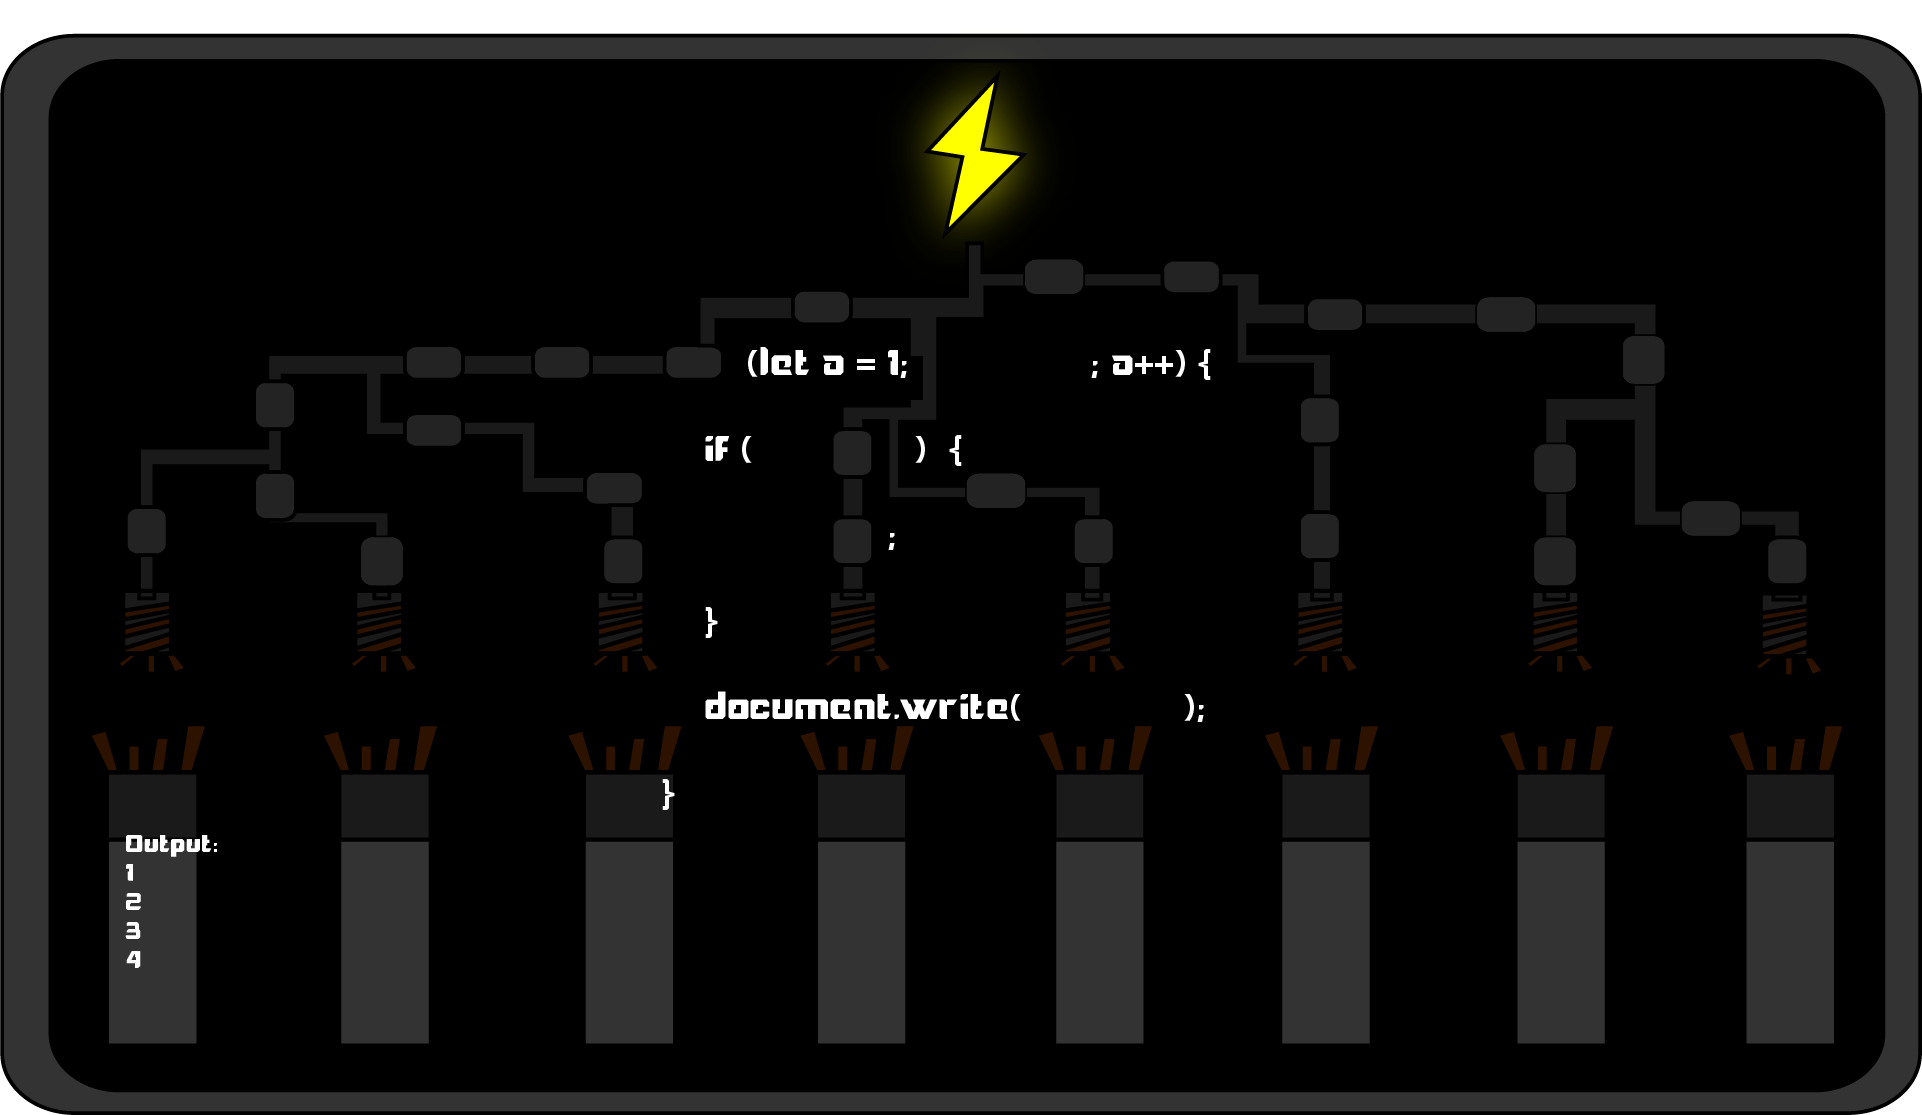 (let a = 1; ; a++) {
if ( ) {
;
}
document.write( );
}
Output:
1
2
3
4